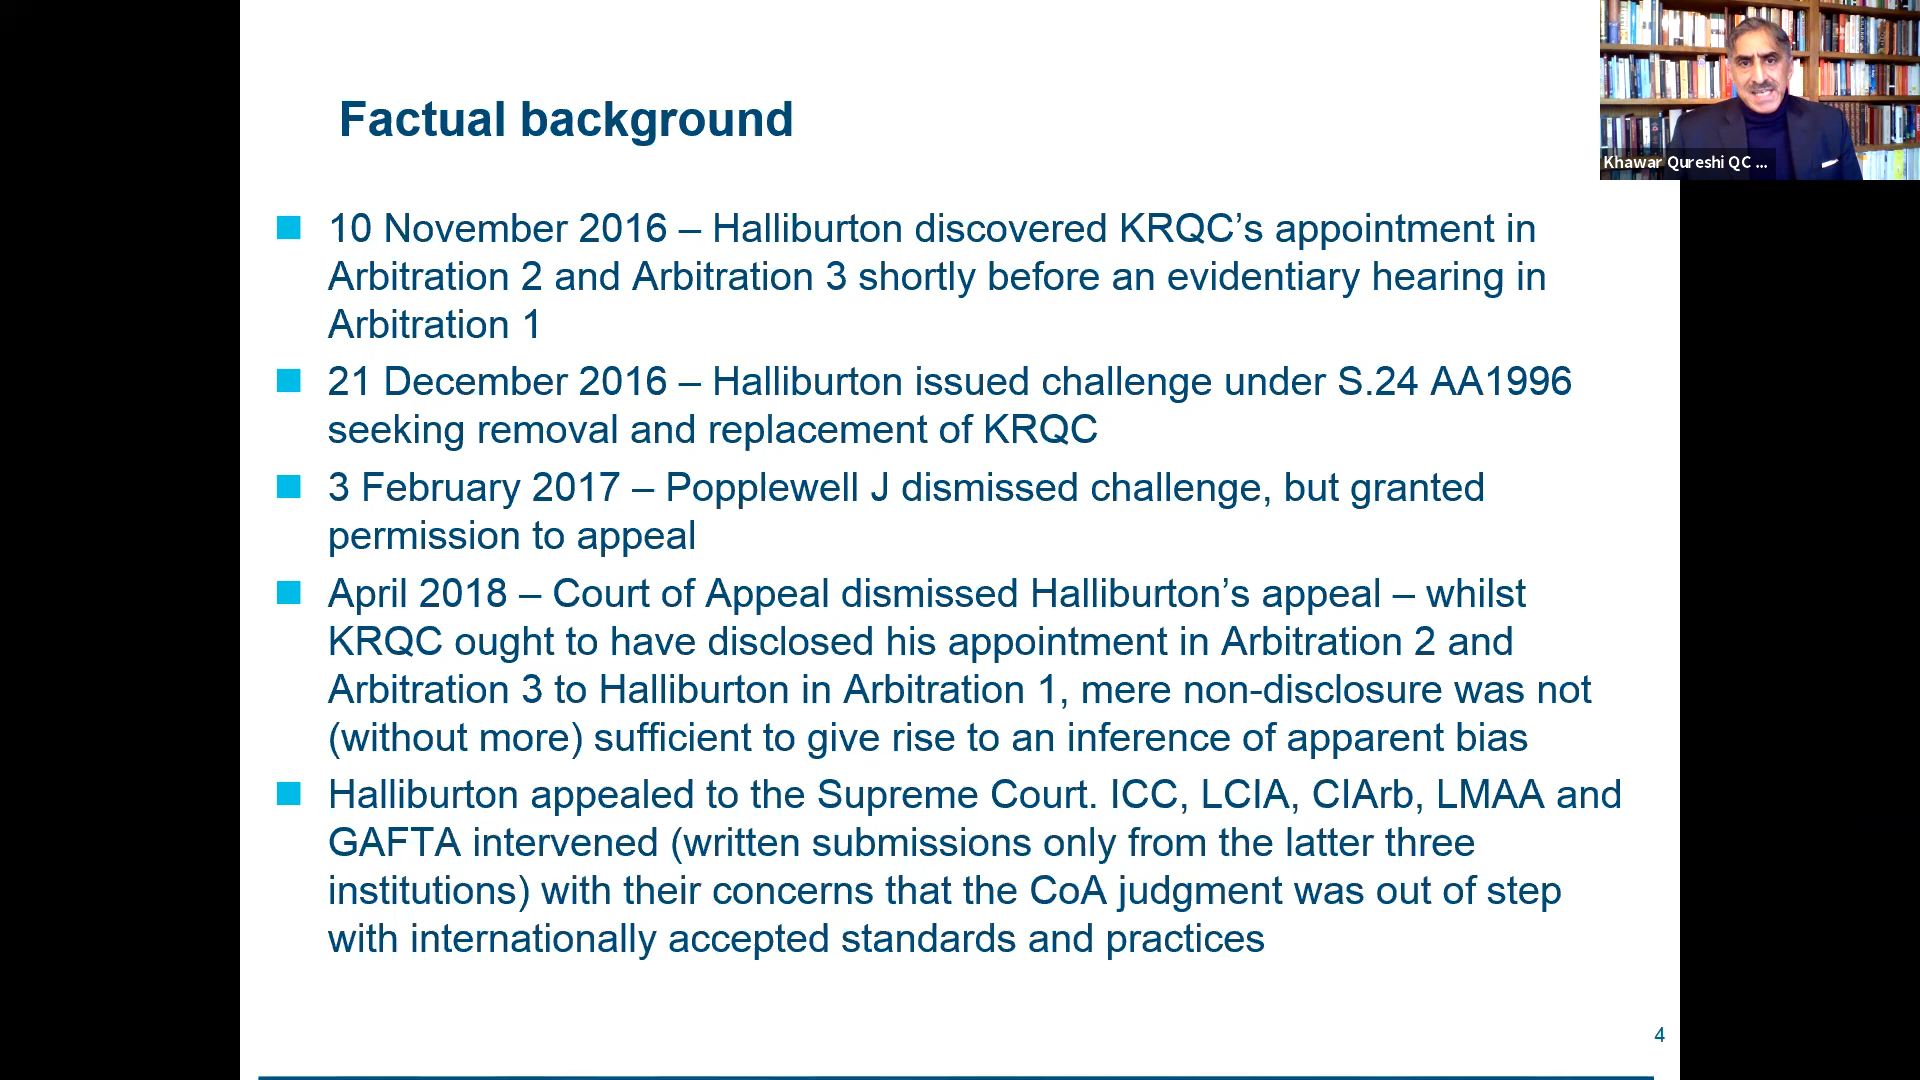 Factual background
Khawar Qureshi QC ...
10 November 2016 – Halliburton discovered KRQC’s appointment in
Arbitration 2 and Arbitration 3 shortly before an evidentiary hearing in
Arbitration 1
21 December 2016 – Halliburton issued challenge under S.24 AA1996
seeking removal and replacement of KRQC
3 February 2017 – Popplewell J dismissed challenge, but granted
permission to appeal
April 2018 – Court of Appeal dismissed Halliburton’s appeal – whilst
KRQC ought to have disclosed his appointment in Arbitration 2 and
Arbitration 3 to Halliburton in Arbitration 1, mere non-disclosure was not
(without more) sufficient to give rise to an inference of apparent bias
Halliburton appealed to the Supreme Court. ICC, LCIA, CIArb, LMAA and
GAFTA intervened (written submissions only from the latter three
institutions) with their concerns that the CoA judgment was out of step
with internationally accepted standards and practices
4